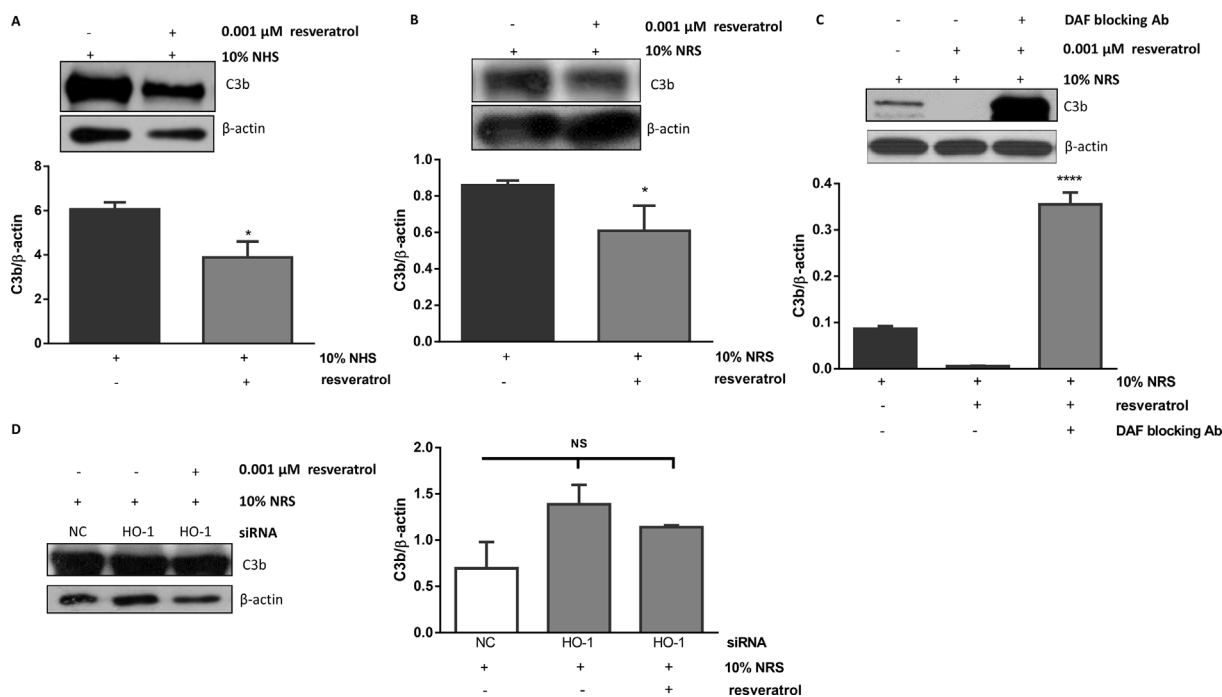 A
- + 0.001 µM resveratrol
+ + 10% NHS
C3b
β-actin
6
4
2
0
C3b/β-actin
*
+ + 10% NHS
- + resveratrol
B
- + 0.001 µM resveratrol
+ + 10% NRS
C3b
β-actin
1.0
0.8
0.6
0.4
0.2
0.0
C3b/β-actin
*
+ + 10% NRS
- + resveratrol
C
- - + DAF blocking Ab
- + + 0.001 µM resveratrol
+ + + 10% NRS
C3b
β-actin
0.4
0.3
0.1
0.0
C3b/β-actin
****
+ + + 10% NRS
- + + resveratrol
- - + DAF blocking Ab
D
- - + 0.001 µM resveratrol
+ + + 10% NRS
NC HO-1 HO-1 siRNA
C3b
β-actin
2.0
1.5
1.0
0.5
0.0
C3b/β-actin
NS
NC HO-1 HO-1 siRNA
+ + + 10% NRS
- - + resveratrol